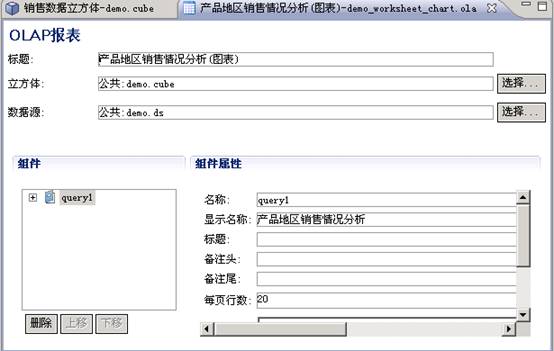 销售数据立方体-demo.cube
产品地区销售情况分析(图表)-demo_worksheet_chart.ola
OLAP报表
标题: 产品地区销售情况分析(图表)
立方体: 公共:demo.cube 选择...
数据源: 公共:demo.ds 选择...
组件
组件属性
query1
名称: query1
显示名称: 产品地区销售情况分析
标题:
备注头:
备注尾:
每页行数: 20
删除 上移 下移